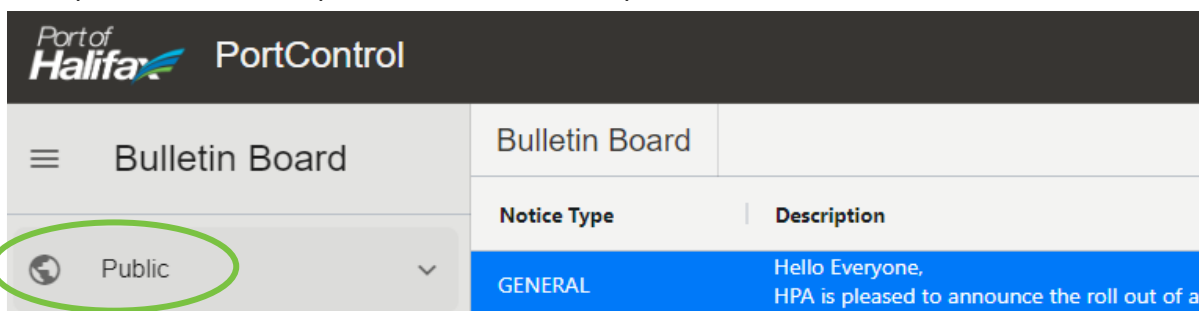 Port of
Halifax
PortControl
Bulletin Board
Bulletin Board
Notice Type
Description
Public
GENERAL
Hello Everyone,
HPA is pleased to announce the roll out of a